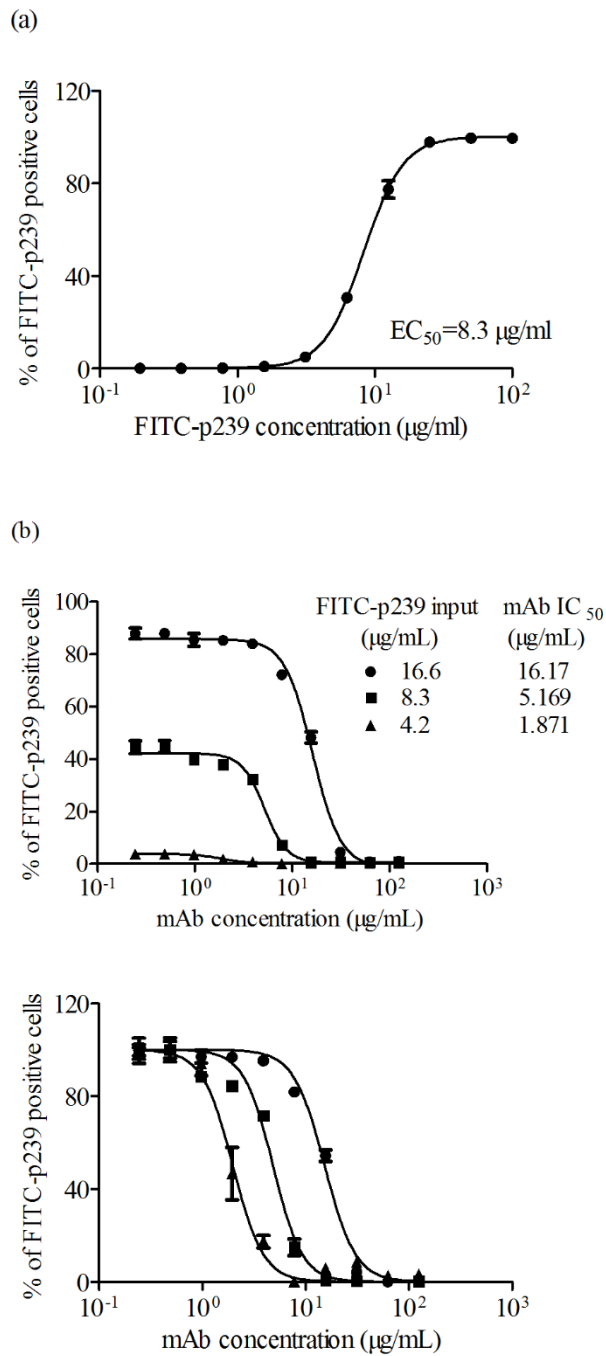 (a)
% of FITC-p239 positive cells
120
80
40
0
10⁻¹ 10⁰ 10¹ 10²
EC₅₀=8.3 μg/ml
FITC-p239 concentration (μg/ml)
(b)
% of FITC-p239 positive cells
100
80
60
40
20
0
10⁻¹ 10⁰ 10¹ 10² 10³
FITC-p239 input mAb IC ₅₀
(μg/mL) (μg/mL)
16.6 16.17
8.3 5.169
4.2 1.871
mAb concentration (μg/mL)
% of FITC-p239 positive cells
120
80
40
0
10⁻¹ 10⁰ 10¹ 10² 10³
mAb concentration (μg/mL)